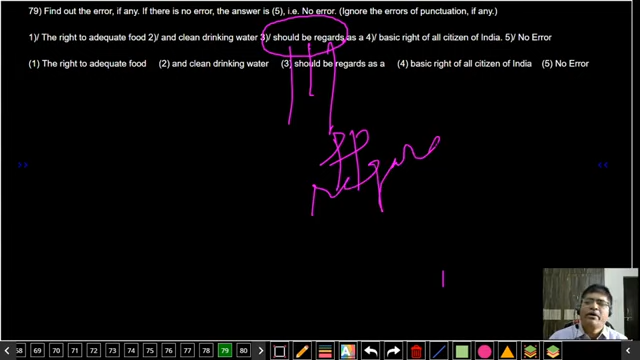 79) Find out the error, if any. If there is no error, the answer is (5), i.e. No error. (Ignore the errors of punctuation, if any.)
1)/ The right to adequate food 2)/ and clean drinking water 3)/ should be regards as a 4)/ basic right of all citizen of India. 5)/ No Error
(1) The right to adequate food (2) and clean drinking water (3) should be regards as a (4) basic right of all citizen of India (5) No Error
>> <<
68 69 70 71 72 73 74 75 76 77 78 79 80 A